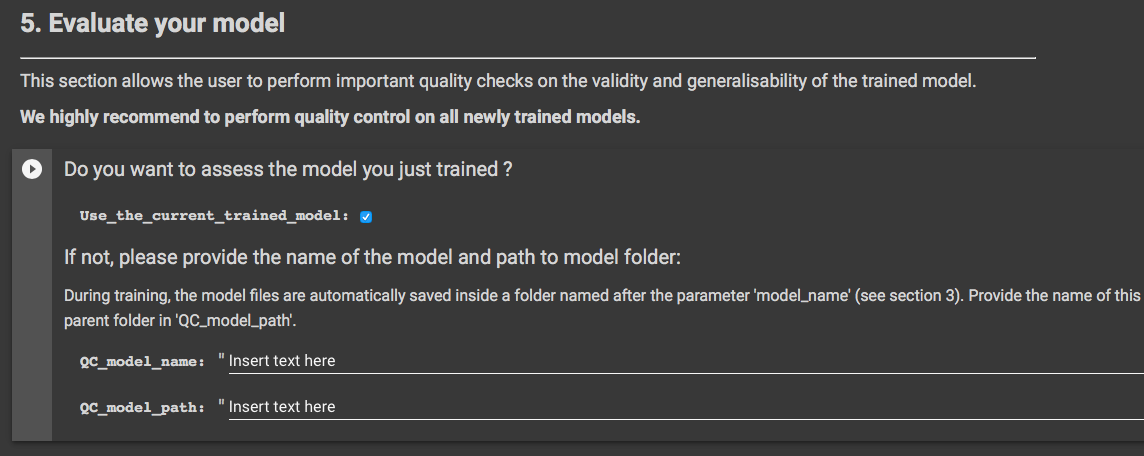 5. Evaluate your model
This section allows the user to perform important quality checks on the validity and generalisability of the trained model.
We highly recommend to perform quality control on all newly trained models.
Do you want to assess the model you just trained ?
Use_the_current_trained_model:
If not, please provide the name of the model and path to model folder:
During training, the model files are automatically saved inside a folder named after the parameter 'model_name' (see section 3). Provide the name of this
parent folder in 'QC_model_path'.
QC_model_name: " Insert text here
QC_model_path: " Insert text here